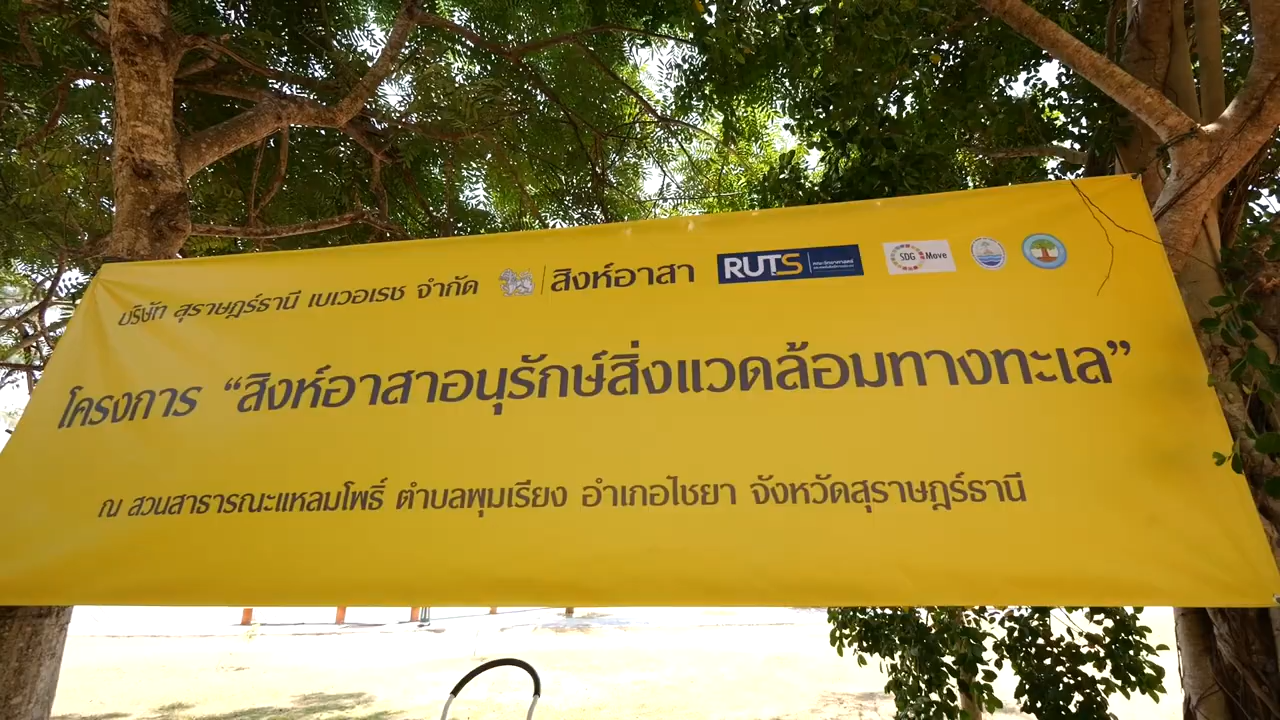 บริษัท สุราษฎร์ธานี เบเวอเรช จำกัด สิงห์อาสา RUTS SDG Move
โครงการ “สิงห์อาสาอนุรักษ์สิ่งแวดล้อมทางทะเล”
ณ สวนสาธารณะแหลมโพธิ์ ตำบลพุมเรียง อำเภอไชยา จังหวัดสุราษฎร์ธานี